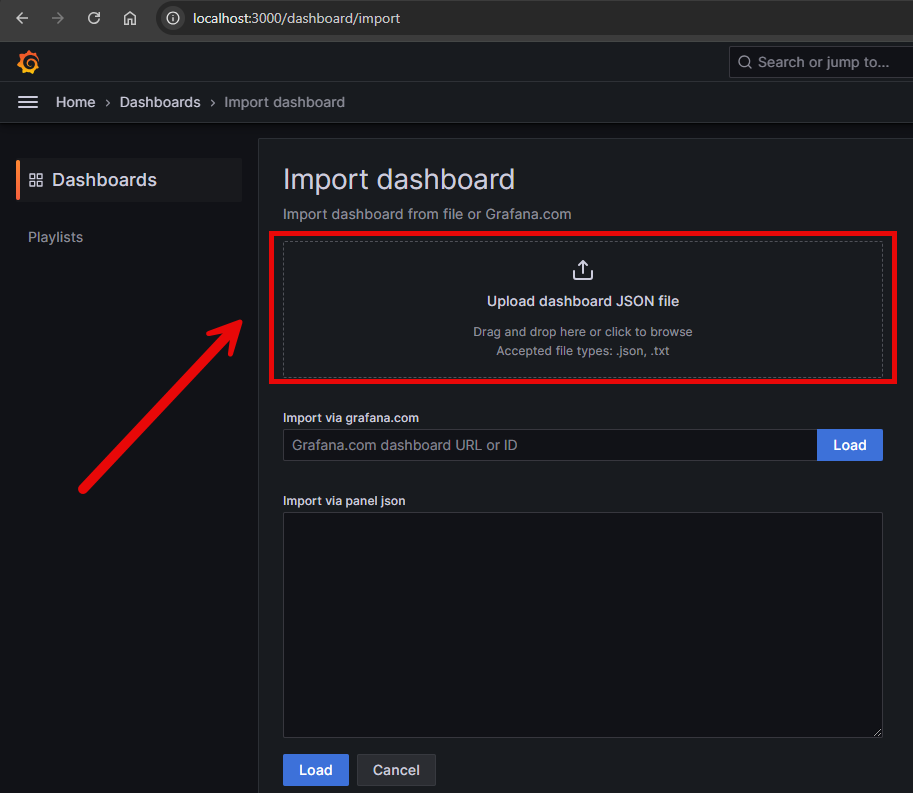 localhost:3000/dashboard/import
Search or jump to...
Home › Dashboards › Import dashboard
Dashboards
Playlists
Import dashboard
Import dashboard from file or Grafana.com
Upload dashboard JSON file
Drag and drop here or click to browse
Accepted file types: .json, .txt
Import via grafana.com
Grafana.com dashboard URL or ID
Load
Import via panel json
Load
Cancel